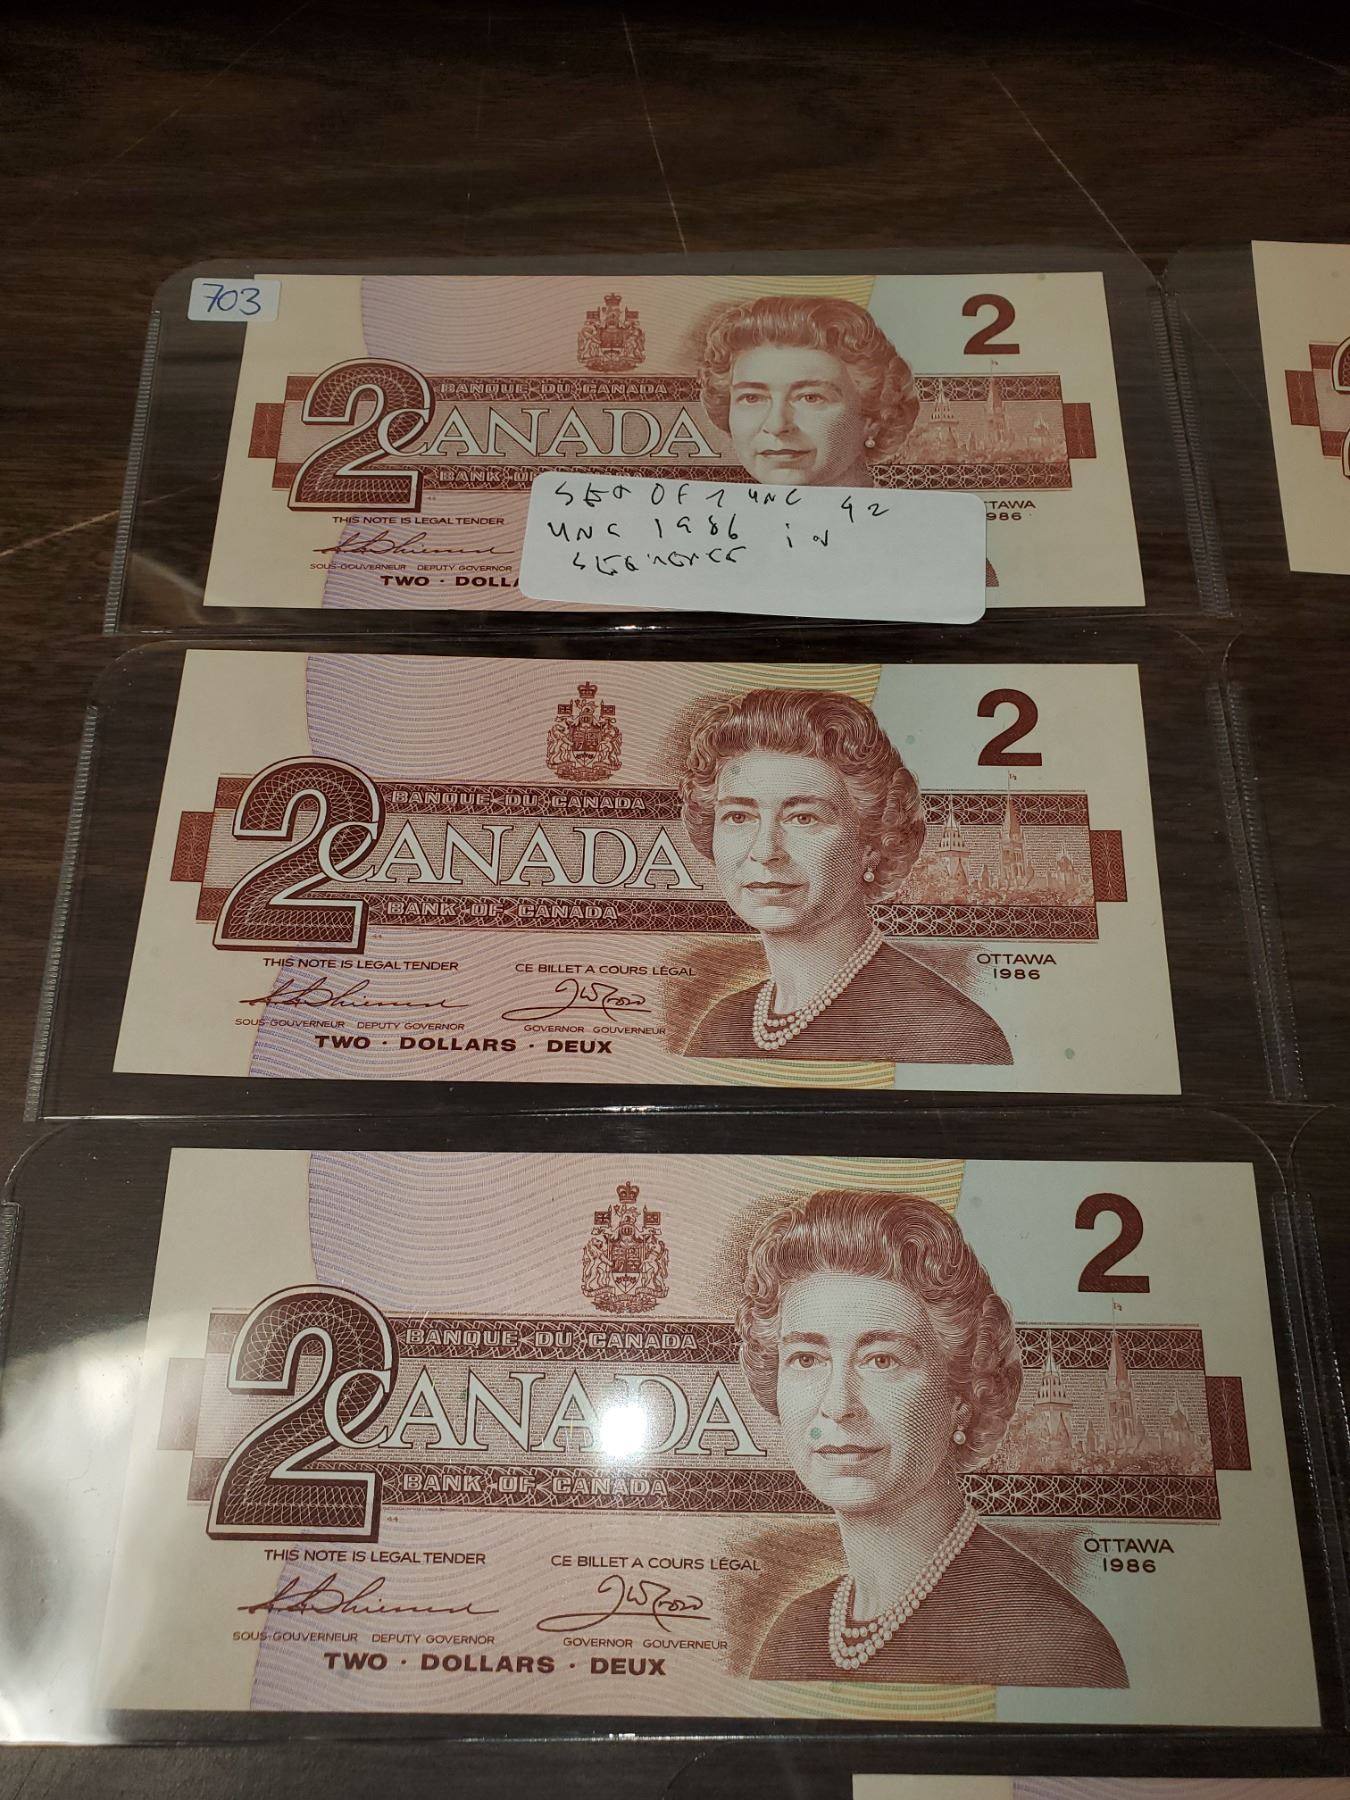 703
2
BANQUE DU CANADA
2 CANADA
BANK OF
SET OF 7 UNC $2
UNC 1986 in
SEQUENCE
OTTAWA
1986
THIS NOTE IS LEGAL TENDER
SOUS-GOUVERNEUR DEPUTY GOVERNOR
TWO · DOLLA
2
BANQUE DU CANADA
2 CANADA
BANK OF CANADA
OTTAWA
1986
THIS NOTE IS LEGAL TENDER CE BILLET A COURS LÉGAL
SOUS-GOUVERNEUR DEPUTY GOVERNOR GOVERNOR GOUVERNEUR
TWO · DOLLARS · DEUX
2
BANQUE DU CANADA
2 CANADA
BANK OF CANADA
OTTAWA
1986
THIS NOTE IS LEGAL TENDER CE BILLET A COURS LÉGAL
SOUS-GOUVERNEUR DEPUTY GOVERNOR GOVERNOR GOUVERNEUR
TWO · DOLLARS · DEUX